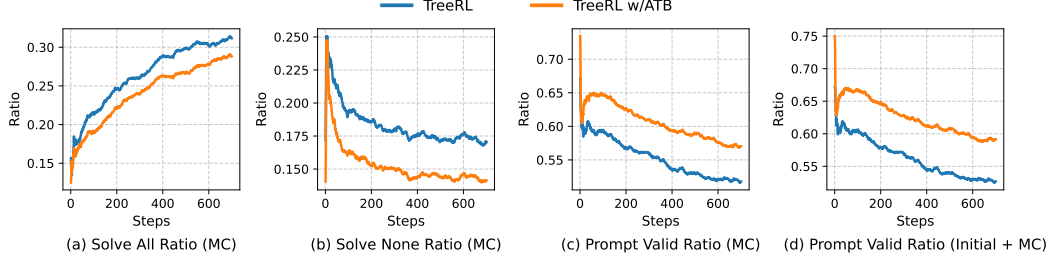 TreeRL TreeRL w/ATB
0.30
0.25
0.20
0.15
Ratio
0 200 400 600
Steps
(a) Solve All Ratio (MC)
0.250
0.225
0.200
0.175
0.150
Ratio
0 200 400 600
Steps
(b) Solve None Ratio (MC)
0.70
0.65
0.60
0.55
Ratio
0 200 400 600
Steps
(c) Prompt Valid Ratio (MC)
0.75
0.70
0.65
0.60
0.55
Ratio
0 200 400 600
Steps
(d) Prompt Valid Ratio (Initial + MC)